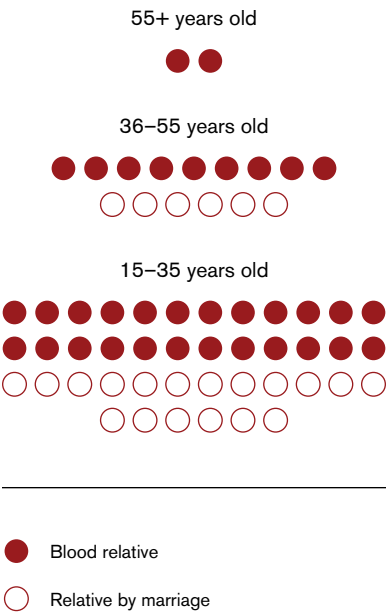 55+ years old
36–55 years old
15–35 years old
Blood relative
Relative by marriage